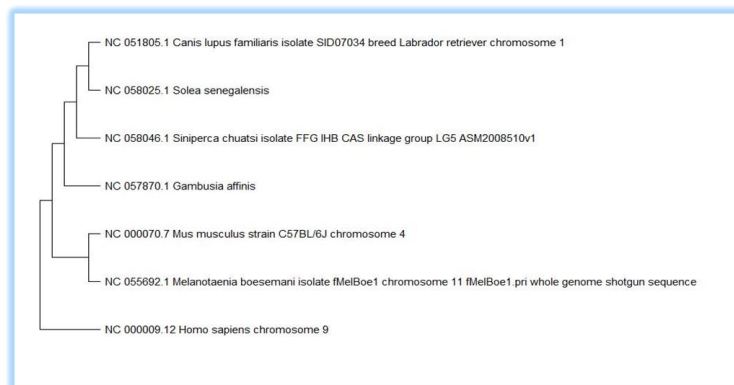 NC 051805.1 Canis lupus familiaris isolate SID07034 breed Labrador retriever chromosome 1
NC 058025.1 Solea senegalensis
NC 058046.1 Siniperca chuatsi isolate FFG IHB CAS linkage group LG5 ASM2008510v1
NC 057870.1 Gambusia affinis
NC 000070.7 Mus musculus strain C57BL/6J chromosome 4
NC 055692.1 Melanotaenia boesemani isolate fMelBoe1 chromosome 11 fMelBoe1.pri whole genome shotgun sequence
NC 000009.12 Homo sapiens chromosome 9